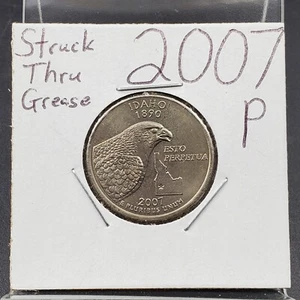 Struck
Thru
Grease
2007
P
IDAHO
1890
ESTO
PERPETUA
2007
E PLURIBUS UNUM